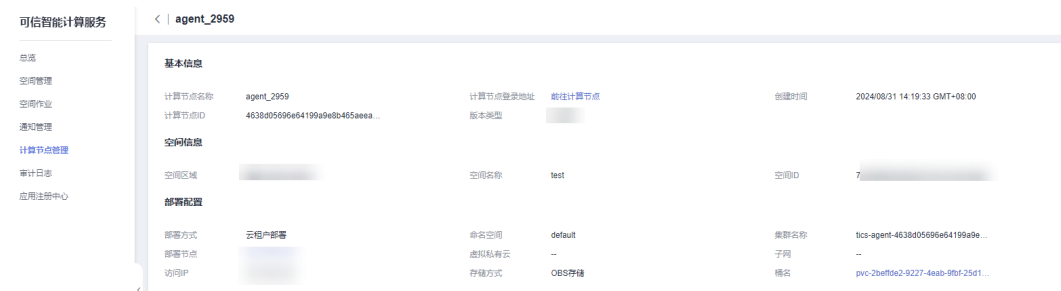 可信智能计算服务
总览
空间管理
空间作业
通知管理
计算节点管理
审计日志
应用注册中心
< | agent_2959
基本信息
计算节点名称 agent_2959 计算节点登录地址 前往计算节点 创建时间 2024/08/31 14:19:33 GMT+08:00
计算节点ID 4638d05696e64199a9e8b465aeea... 版本类型
空间信息
空间区域 空间名称 test 空间ID 7
部署配置
部署方式 云租户部署 命名空间 default 集群名称 tics-agent-4638d05696e64199a9e...
部署节点 虚拟私有云 -- 子网 --
访问IP 存储方式 OBS存储 桶名 pvc-2beffde2-9227-4eab-9fbf-25d1...